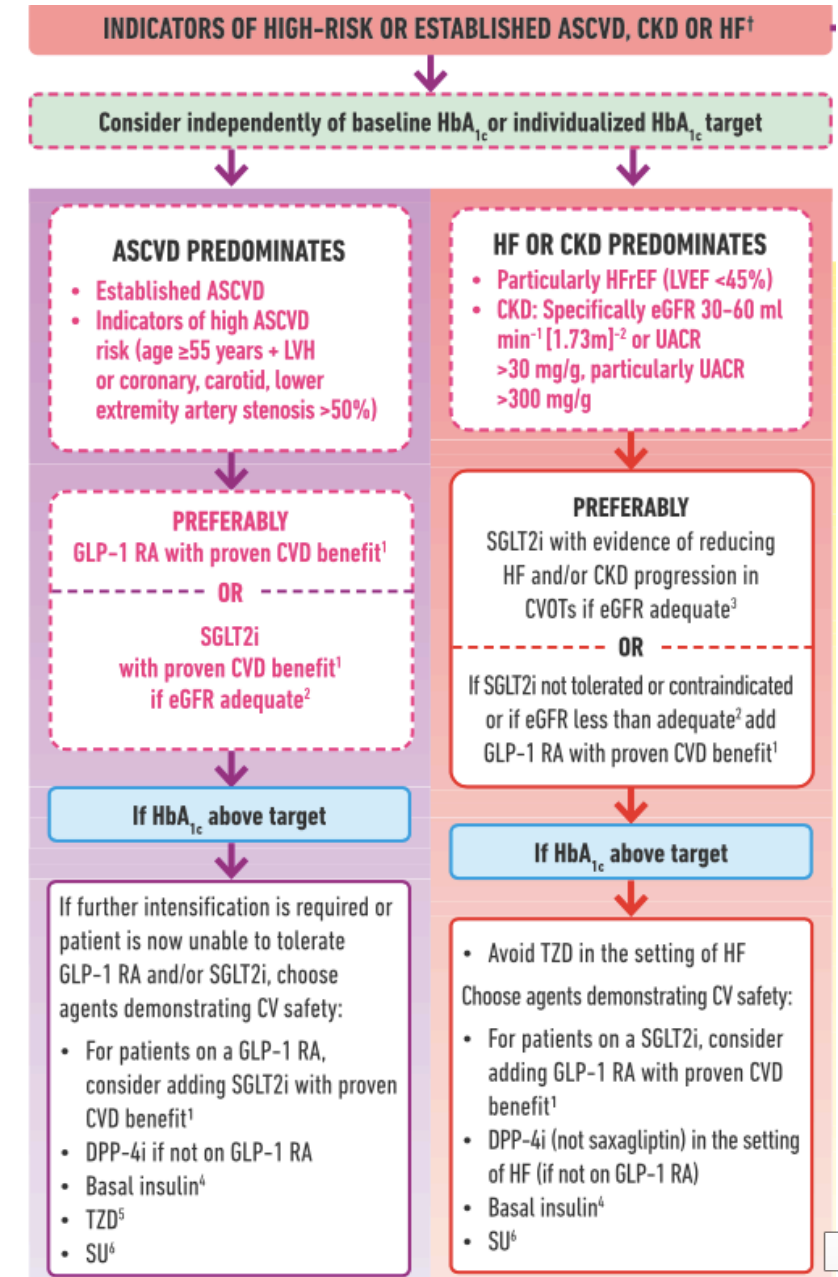 INDICATORS OF HIGH-RISK OR ESTABLISHED ASCVD, CKD OR HF†
Consider independently of baseline HbA1c or individualized HbA1c target
ASCVD PREDOMINATES
• Established ASCVD
• Indicators of high ASCVD
risk (age ≥55 years + LVH
or coronary, carotid, lower
extremity artery stenosis >50%)
PREFERABLY
GLP-1 RA with proven CVD benefit¹
OR
SGLT2i
with proven CVD benefit¹
if eGFR adequate²
If HbA1c above target
If further intensification is required or
patient is now unable to tolerate
GLP-1 RA and/or SGLT2i, choose
agents demonstrating CV safety:
• For patients on a GLP-1 RA,
consider adding SGLT2i with proven
CVD benefit¹
• DPP-4i if not on GLP-1 RA
• Basal insulin⁴
• TZD⁵
• SU⁶
HF OR CKD PREDOMINATES
• Particularly HFrEF (LVEF <45%)
• CKD: Specifically eGFR 30–60 ml
min⁻¹ [1.73m]⁻² or UACR
>30 mg/g, particularly UACR
>300 mg/g
PREFERABLY
SGLT2i with evidence of reducing
HF and/or CKD progression in
CVOTs if eGFR adequate³
OR
If SGLT2i not tolerated or contraindicated
or if eGFR less than adequate² add
GLP-1 RA with proven CVD benefit¹
If HbA1c above target
• Avoid TZD in the setting of HF
Choose agents demonstrating CV safety:
• For patients on a SGLT2i, consider
adding GLP-1 RA with proven CVD
benefit¹
• DPP-4i (not saxagliptin) in the setting
of HF (if not on GLP-1 RA)
• Basal insulin⁴
• SU⁶